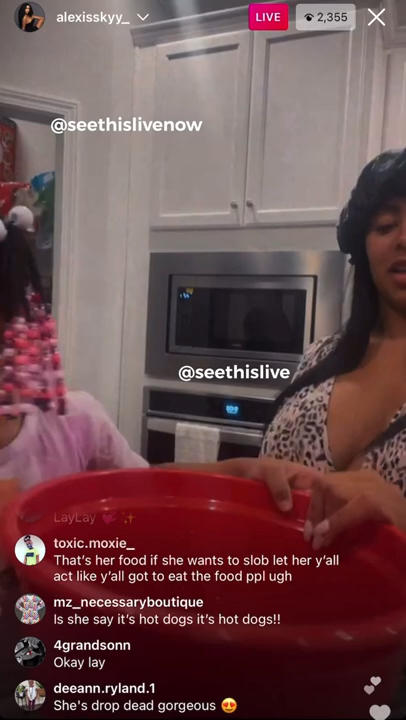 alexisskyy_
LIVE
2,355
@seethislivenow
@seethislive
LayLay
toxic.moxie_
That's her food if she wants to slob let her y'all
act like y'all got to eat the food ppl ugh
mz_necessaryboutique
Is she say it's hot dogs it's hot dogs!!
4grandsonn
Okay lay
deeann.ryland.1
She's drop dead gorgeous 😍